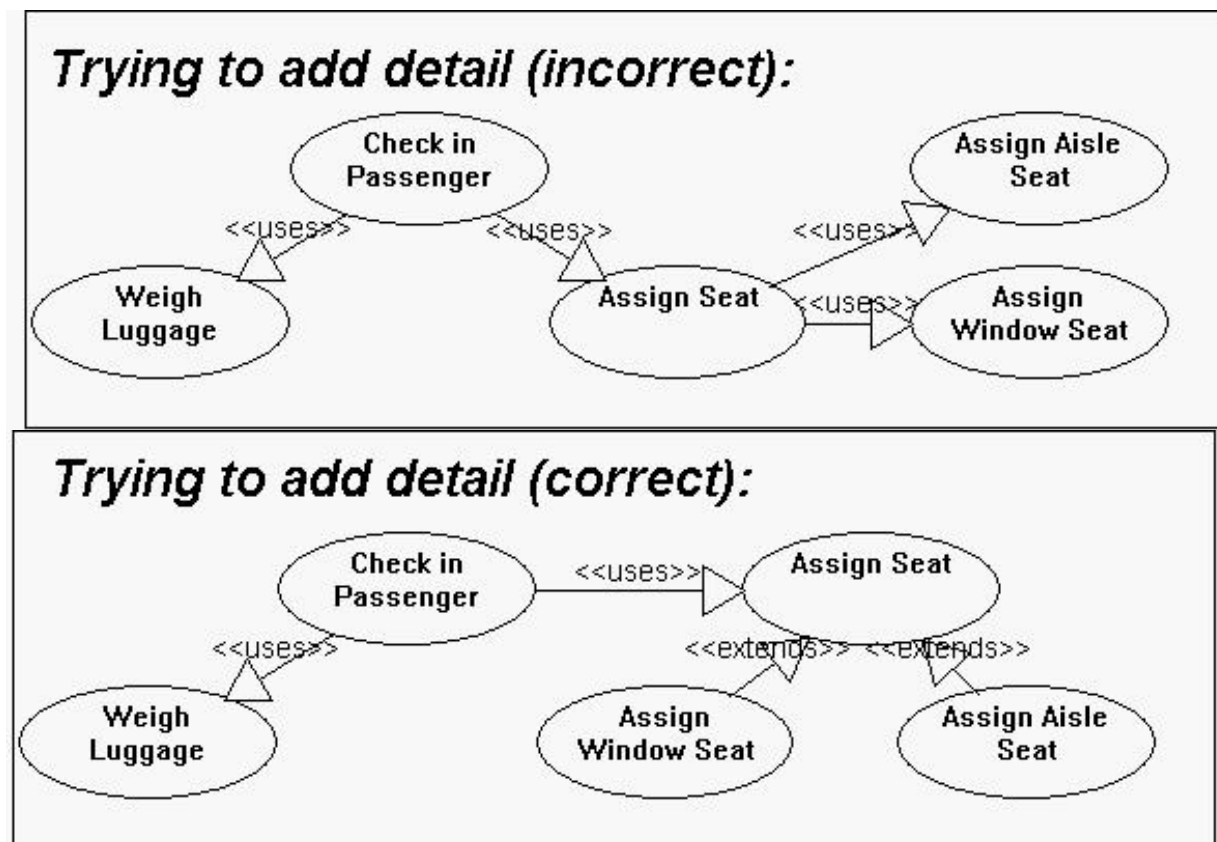 Trying to add detail (incorrect):
Check in
Passenger
Assign Aisle
Seat
<<uses>>
<<uses>>
<<uses>>
Weigh
Luggage
Assign Seat
<<uses>>
Assign
Window Seat
Trying to add detail (correct):
Check in
Passenger
<<uses>>
Assign Seat
<<uses>>
<<extends>>
<<extends>>
Weigh
Luggage
Assign
Window Seat
Assign Aisle
Seat